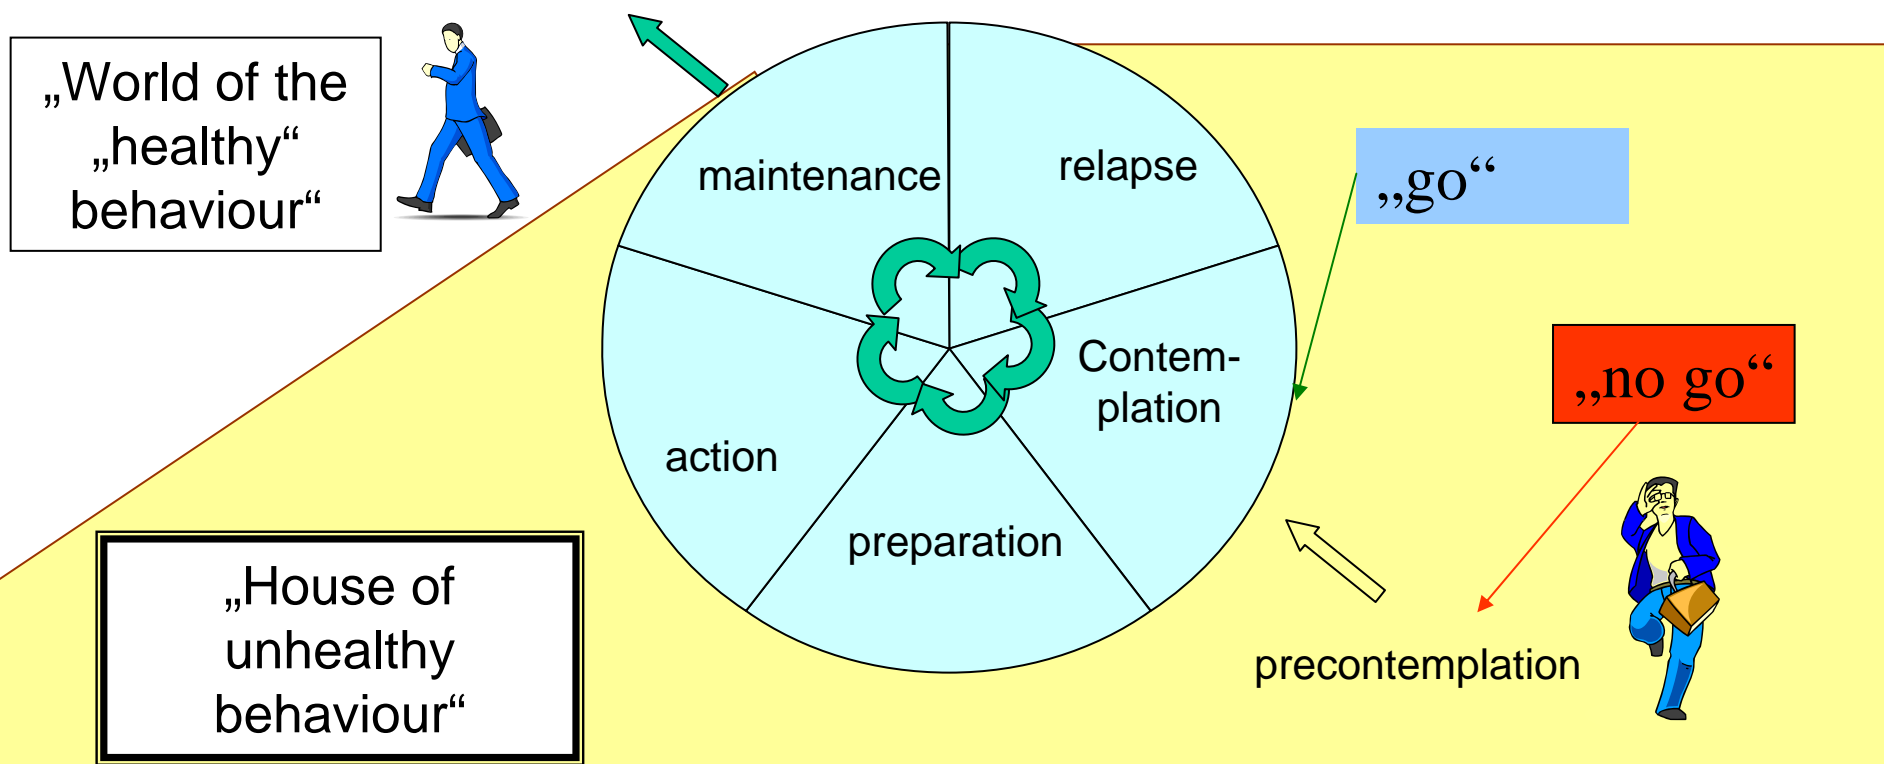 „World of the
„healthy“
behaviour“
maintenance
relapse
„go“
Contem-
plation
„no go“
action
preparation
„House of
unhealthy
behaviour“
precontemplation